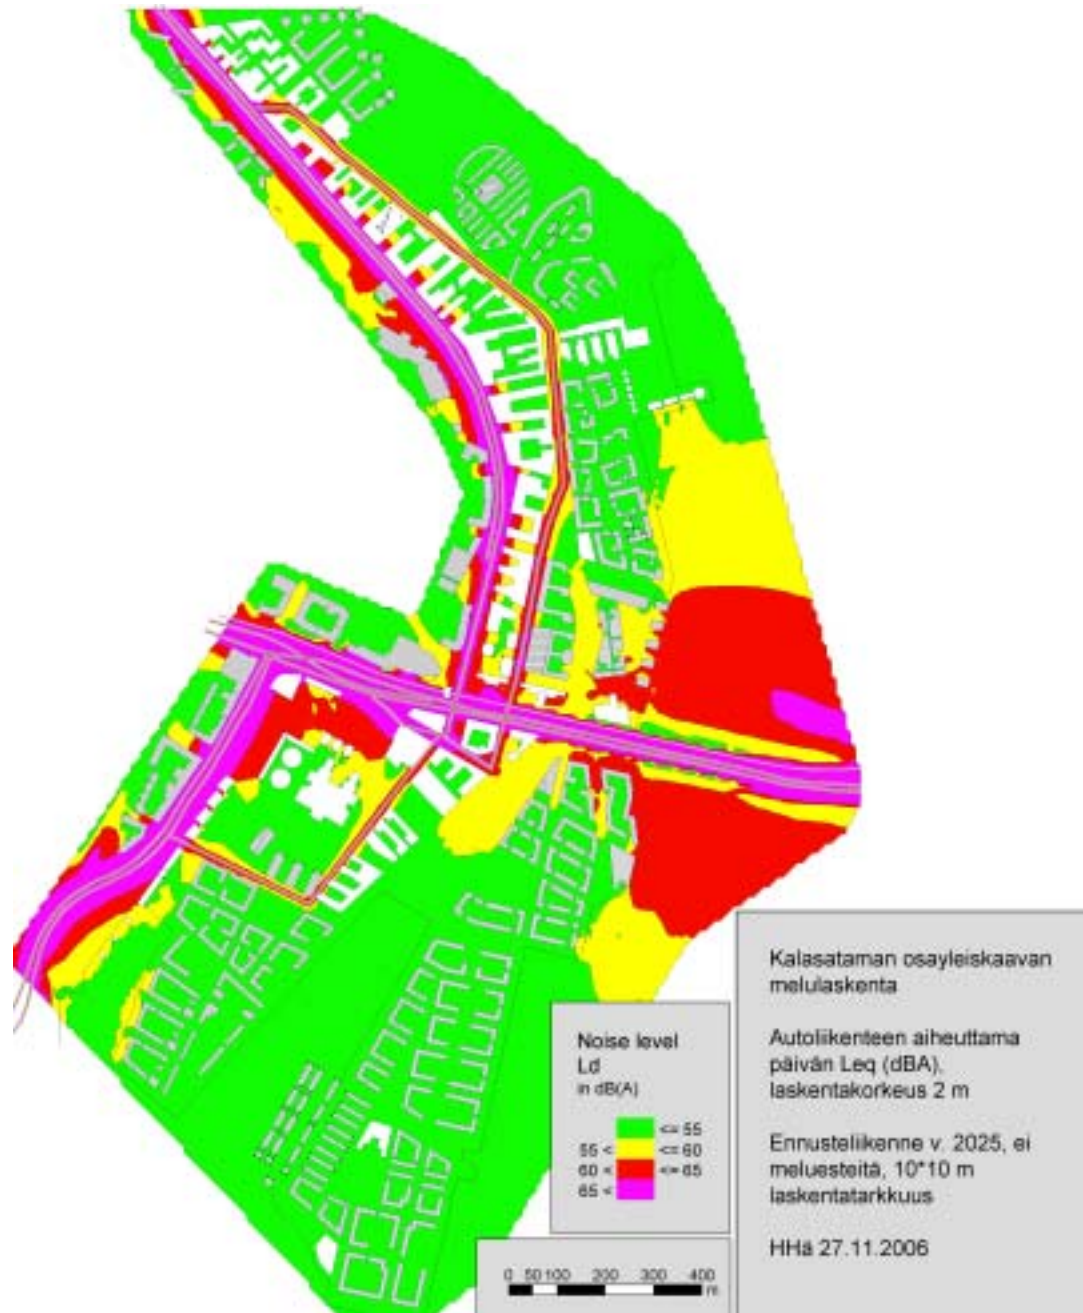 Kalasataman osayleiskaavan
melulaskenta
Autoliikenteen aiheuttama
päivän Leq (dBA),
laskentakorkeus 2 m
Ennusteliikenne v. 2025, ei
meluesteitä, 10*10 m
laskentatarkkuus
HHä 27.11.2006
Noise level
Ld
in dB(A)
<= 55
55 < <= 60
60 < <= 65
65 <
0 50 100 200 300 400
m